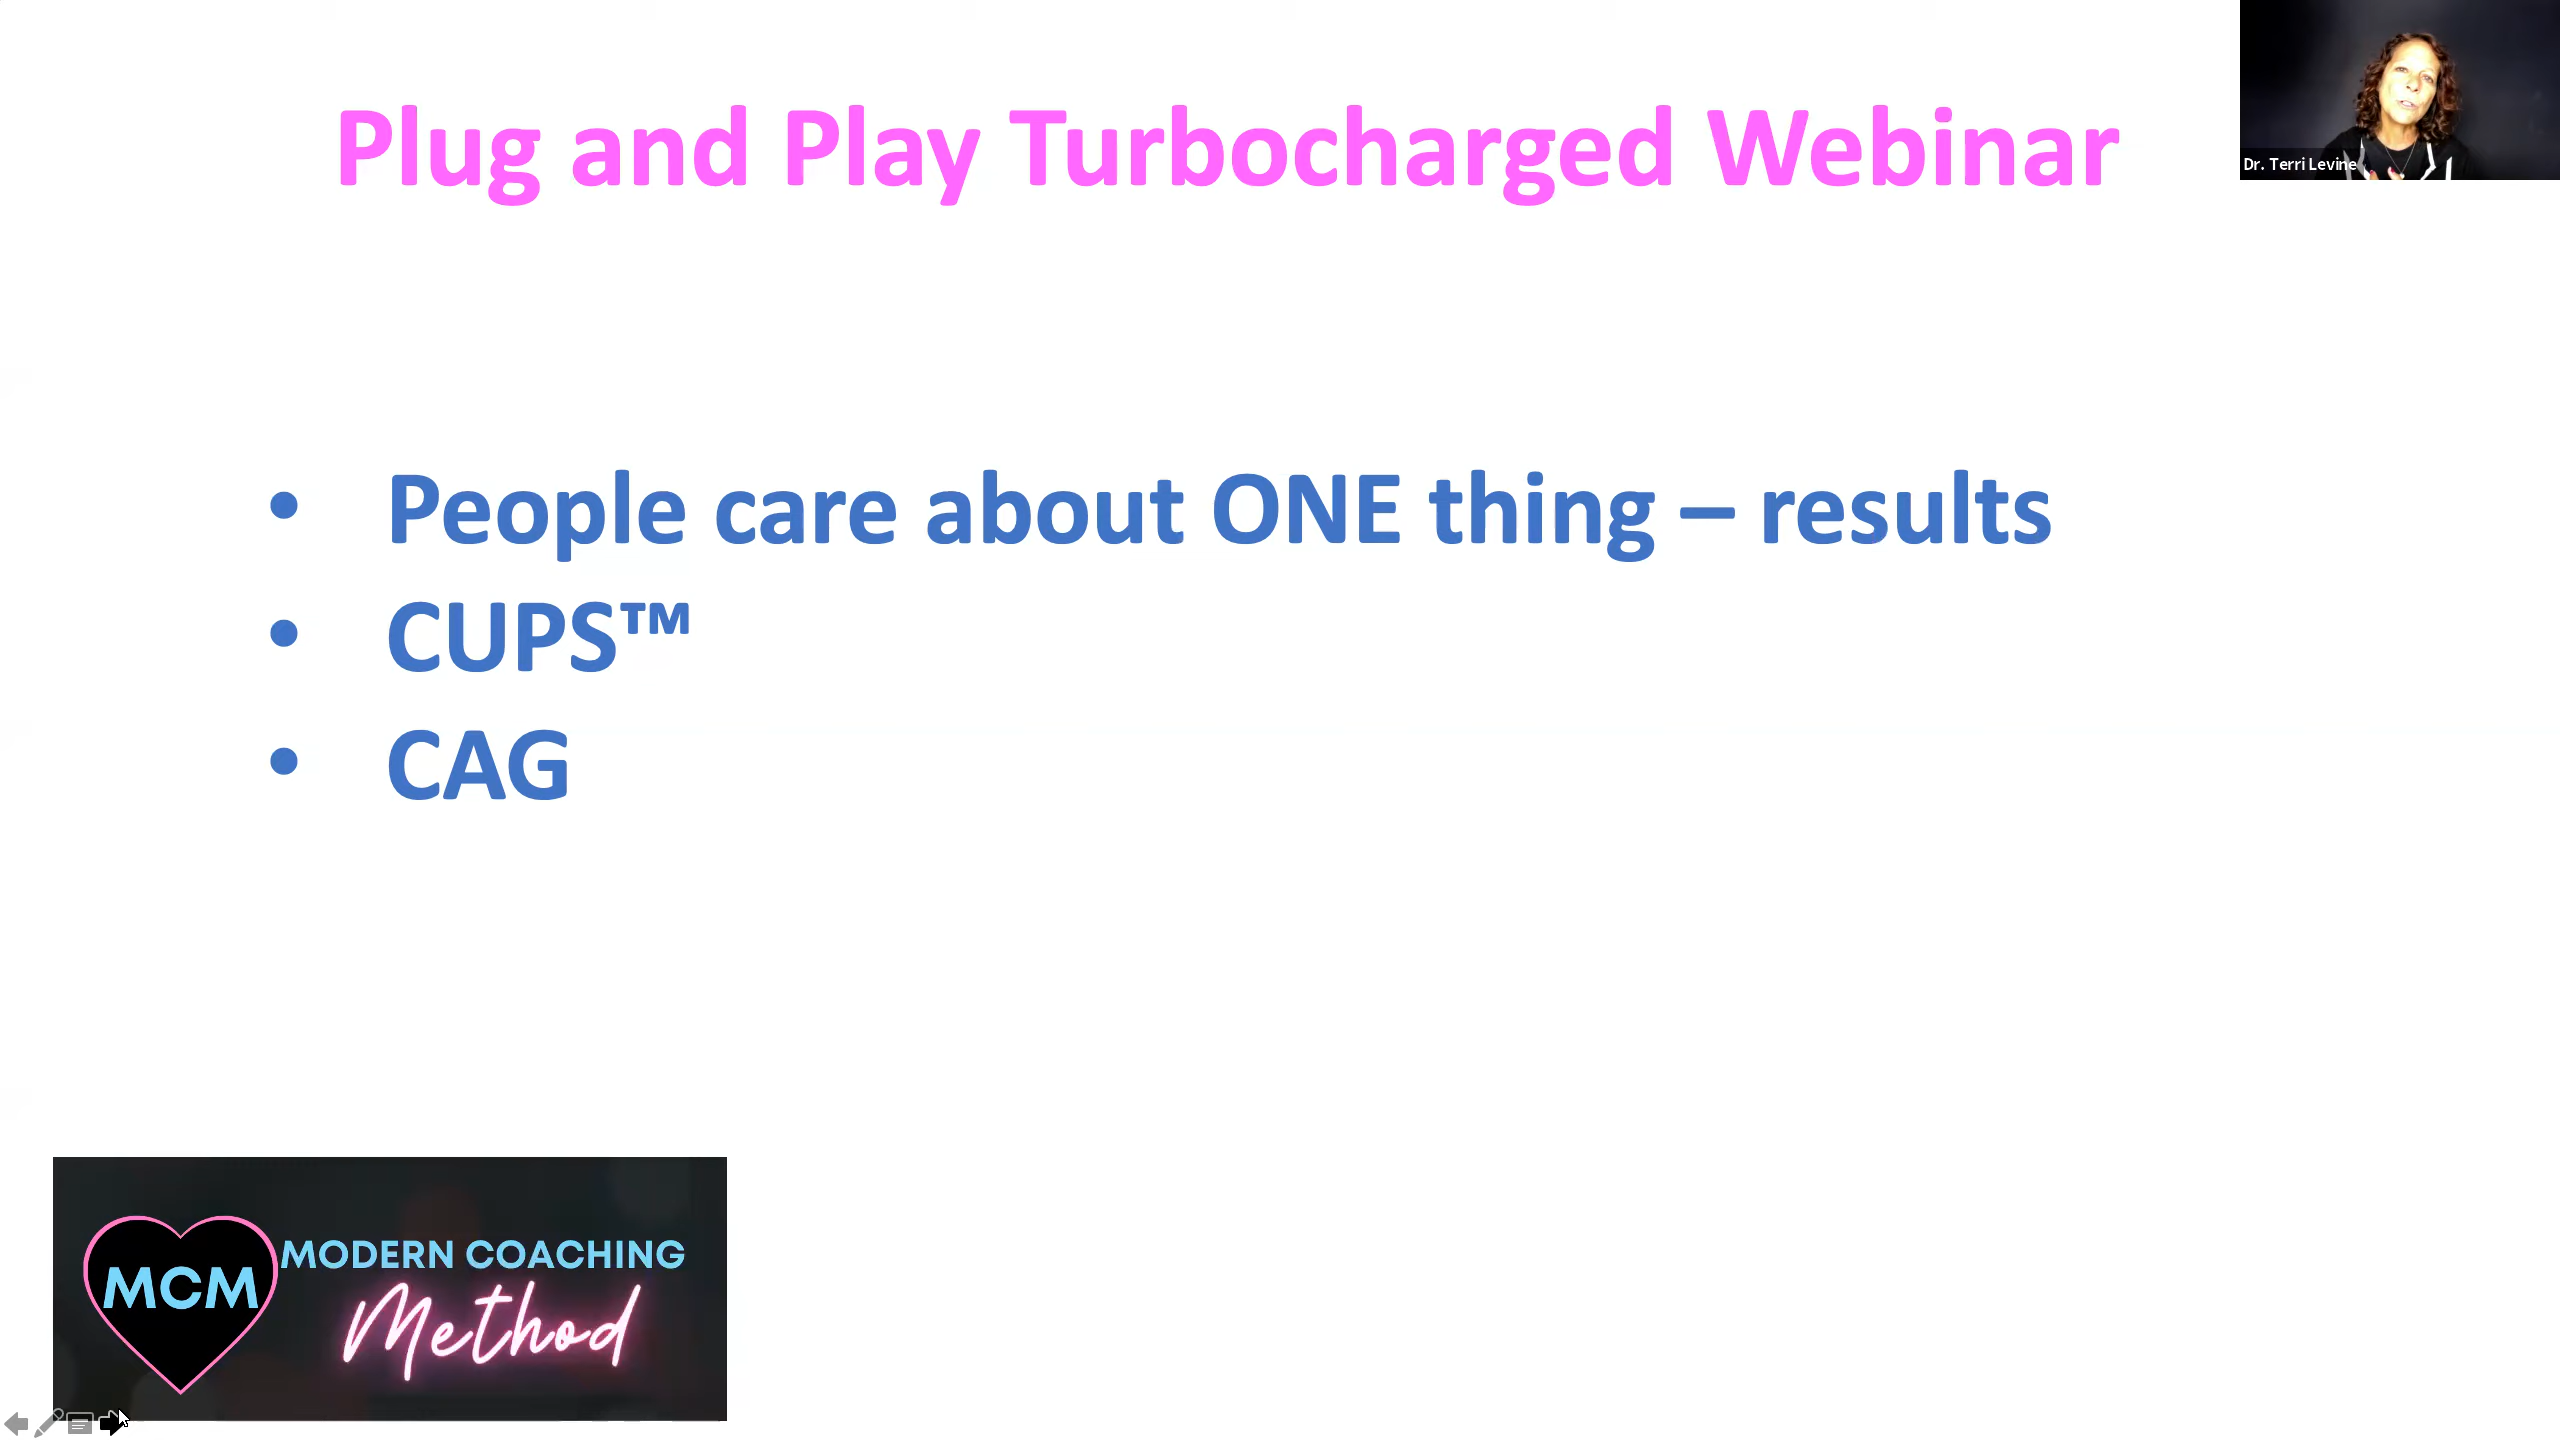 Plug and Play Turbocharged Webinar
Dr. Terri Levine
• People care about ONE thing – results
• CUPS™
• CAG
MCM
MODERN COACHING
Method